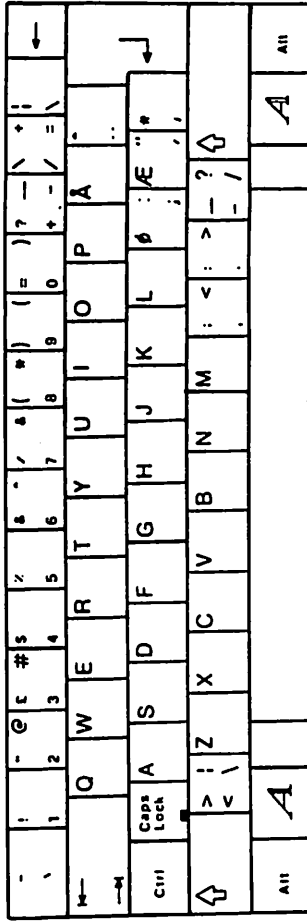 ! " @ £ # $ % & ^ / & ( * ) ( = ) ? — \ + | ! ←
1 2 3 4 5 6 7 8 9 0 + - / = \
Q W E R T Y U I O P Å ^
¨
Caps Lock
Ctrl A S D F G H J K L ø : Æ " *
; ' ,
> ! Z X C V B N M ; < : > — ?
< \ , . - /
Alt A A Alt